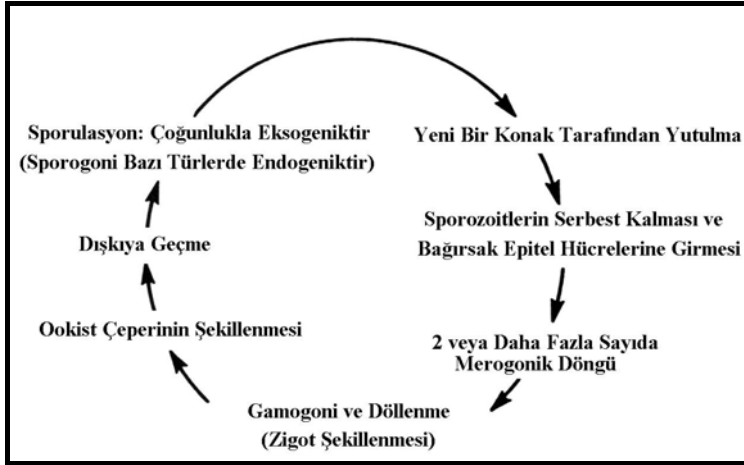 Sporulasyon: Çoğunlukla Eksogeniktir
(Sporogoni Bazı Türlerde Endogeniktir)
Yeni Bir Konak Tarafından Yutulma
Sporozoitlerin Serbest Kalması ve
Bağırsak Epitel Hücrelerine Girmesi
2 veya Daha Fazla Sayıda
Merogonik Döngü
Gamogoni ve Döllenme
(Zigot Şekillenmesi)
Ookist Çeperinin Şekillenmesi
Dışkıya Geçme